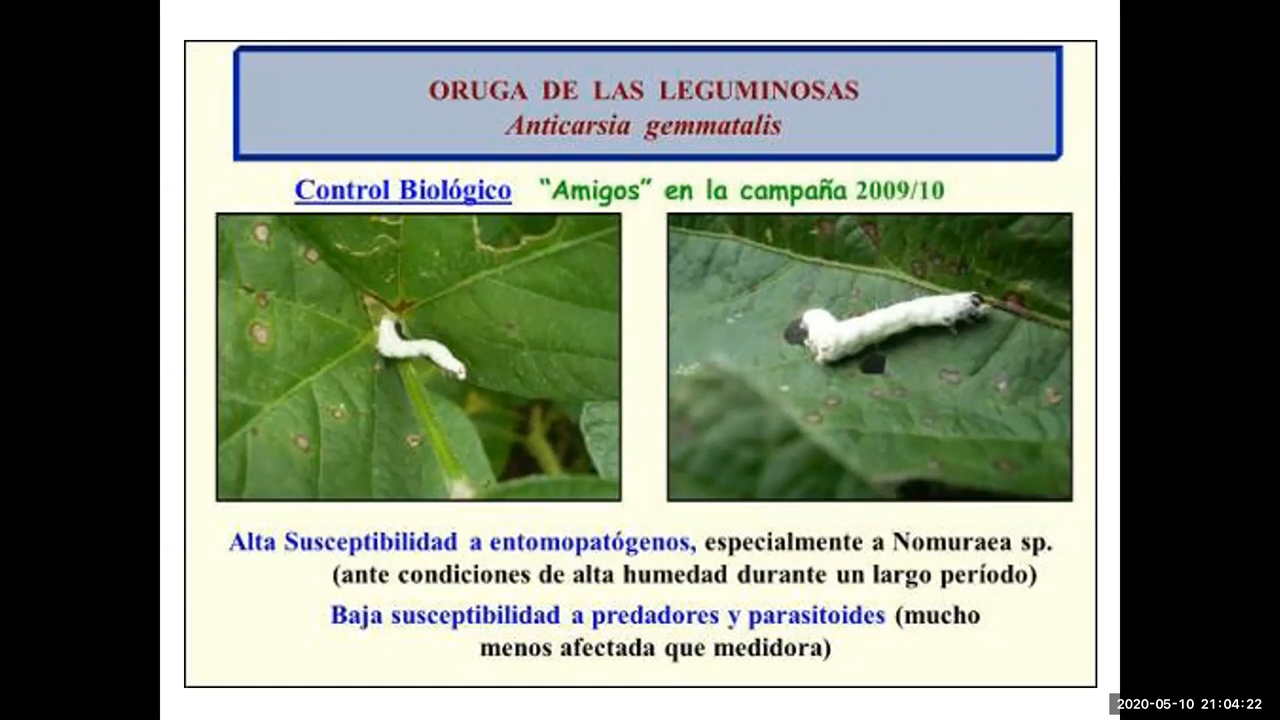 ORUGA DE LAS LEGUMINOSAS
Anticarsia gemmatalis
Control Biológico “Amigos” en la campaña 2009/10
Alta Susceptibilidad a entomopatógenos, especialmente a Nomuraea sp.
(ante condiciones de alta humedad durante un largo período)
Baja susceptibilidad a predadores y parasitoides (mucho
menos afectada que medidora)
2020-05-10 21:04:22